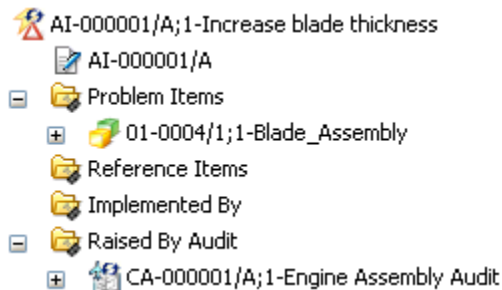 AI-000001/A;1-Increase blade thickness
AI-000001/A
Problem Items
01-0004/1;1-Blade_Assembly
Reference Items
Implemented By
Raised By Audit
CA-000001/A;1-Engine Assembly Audit